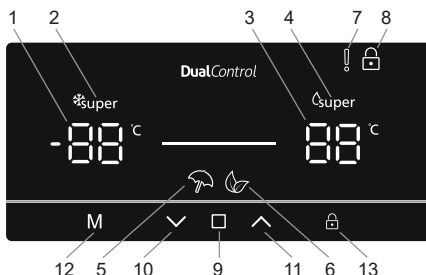 1 2 3 4 7 8
DualControl
super super
-88 °C 88 °C
M
12 5 10 9 11 6 13